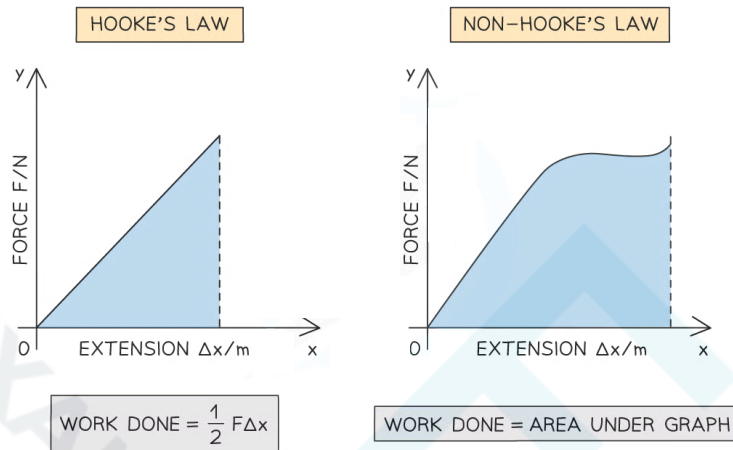 HOOKE'S LAW
NON-HOOKE'S LAW
y
y
FORCE F/N
FORCE F/N
0
EXTENSION Δx/m
x
0
EXTENSION Δx/m
x
WORK DONE = 1/2 FΔx
WORK DONE = AREA UNDER GRAPH